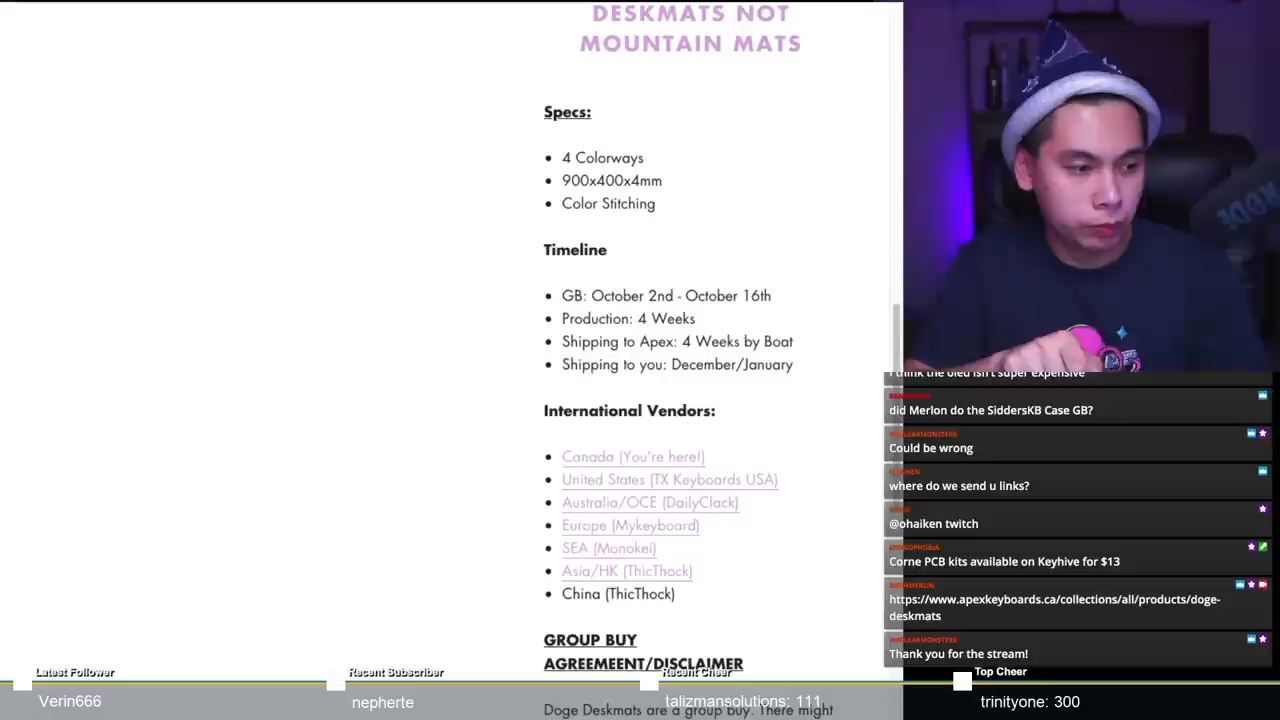 DESKMATS NOT
MOUNTAIN MATS
Specs:
4 Colorways
900x400x4mm
Color Stitching
Timeline
GB: October 2nd - October 16th
Production: 4 Weeks
Shipping to Apex: 4 Weeks by Boat
Shipping to you: December/January
International Vendors:
Canada (You're here!)
United States (TX Keyboards USA)
Australia/OCE (DailyClack)
Europe (Mykeyboard)
SEA (Monokei)
Asia/HK (ThicThock)
China (ThicThock)
GROUP BUY
AGREEMEENT/DISCLAIMER
Doge Deskmats are a group buy. There might
I think the oled isn't super expensive
did Merlon do the SiddersKB Case GB?
Could be wrong
where do we send u links?
@ohaiken twitch
Corne PCB kits available on Keyhive for $13
https://www.apexkeyboards.ca/collections/all/products/doge-
deskmats
Thank you for the stream!
Latest Follower
Verin666
Recent Subscriber
nepherte
Recent Cheer
talizmansolutions: 111
Top Cheer
trinityone: 300